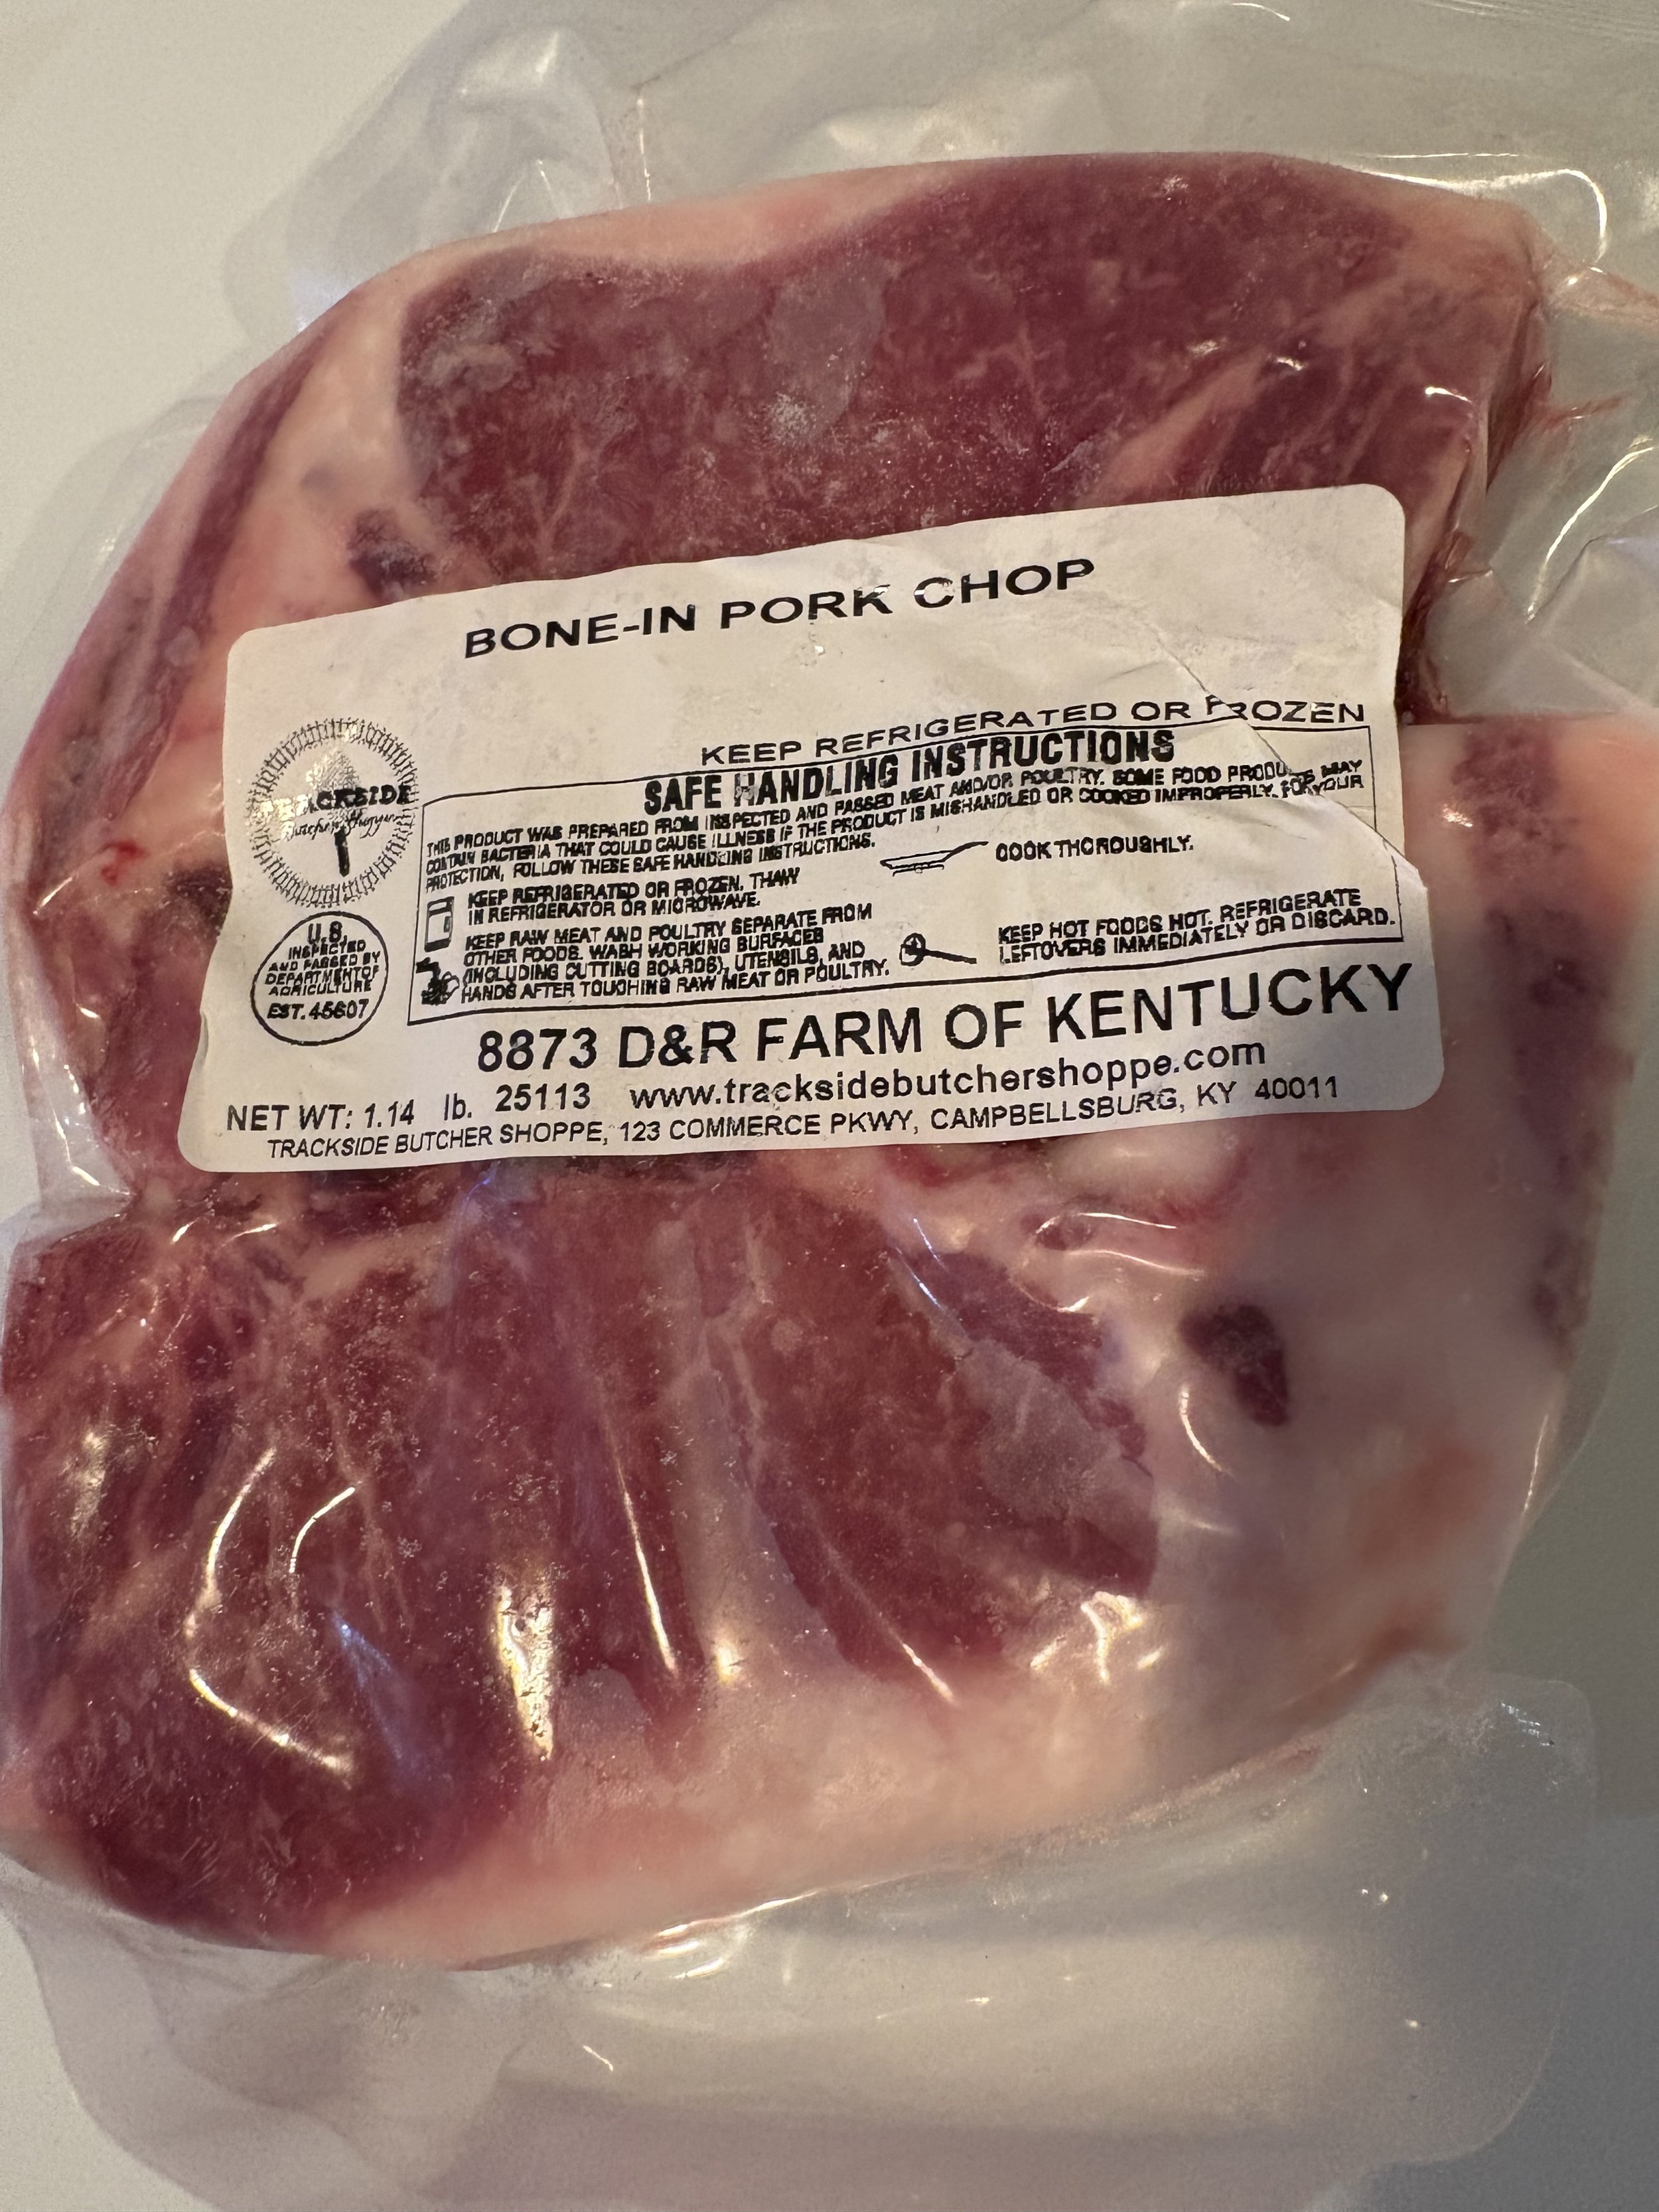 BONE-IN PORK CHOP
KEEP REFRIGERATED OR FROZEN
SAFE HANDLING INSTRUCTIONS
THIS PRODUCT WAS PREPARED FROM INSPECTED AND PASSED MEAT AND/OR POULTRY. SOME FOOD PRODUCTS MAY
CONTAIN BACTERIA THAT COULD CAUSE ILLNESS IF THE PRODUCT IS MISHANDLED OR COOKED IMPROPERLY. FOR YOUR
PROTECTION, FOLLOW THESE SAFE HANDLING INSTRUCTIONS.
KEEP REFRIGERATED OR FROZEN. THAW
IN REFRIGERATOR OR MICROWAVE.
COOK THOROUGHLY.
KEEP RAW MEAT AND POULTRY SEPARATE FROM
OTHER FOODS. WASH WORKING SURFACES
(INCLUDING CUTTING BOARDS), UTENSILS, AND
HANDS AFTER TOUCHING RAW MEAT OR POULTRY.
KEEP HOT FOODS HOT. REFRIGERATE
LEFTOVERS IMMEDIATELY OR DISCARD.
TRACKSIDE
Butcher Shoppe
U.S.
INSPECTED
AND PASSED BY
DEPARTMENT OF
AGRICULTURE
EST. 45607
8873 D&R FARM OF KENTUCKY
NET WT: 1.14 lb. 25113 www.tracksidebutchershoppe.com
TRACKSIDE BUTCHER SHOPPE, 123 COMMERCE PKWY, CAMPBELLSBURG, KY 40011